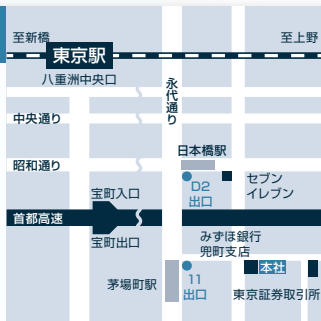 至新橋
至上野
東京駅
八重洲中央口
永代通り
中央通り
日本橋駅
昭和通り
D2
出口
セブン
イレブン
宝町入口
首都高速
宝町出口
みずほ銀行
兜町支店
本社
茅場町駅
11
出口
東京証券取引所